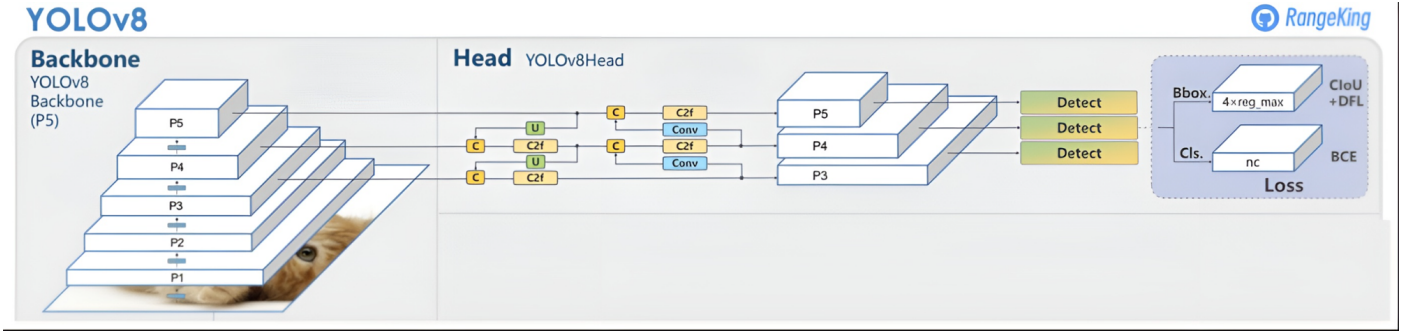 YOLOv8
RangeKing
Backbone
YOLOv8
Backbone
(P5)
P5
P4
P3
P2
P1
Head YOLOv8Head
C C2f
U Conv
C C2f C C2f
U Conv
C C2f
P5
P4
P3
Detect
Detect
Detect
Bbox.
4×reg_max
CIoU
+DFL
Cls.
nc
BCE
Loss